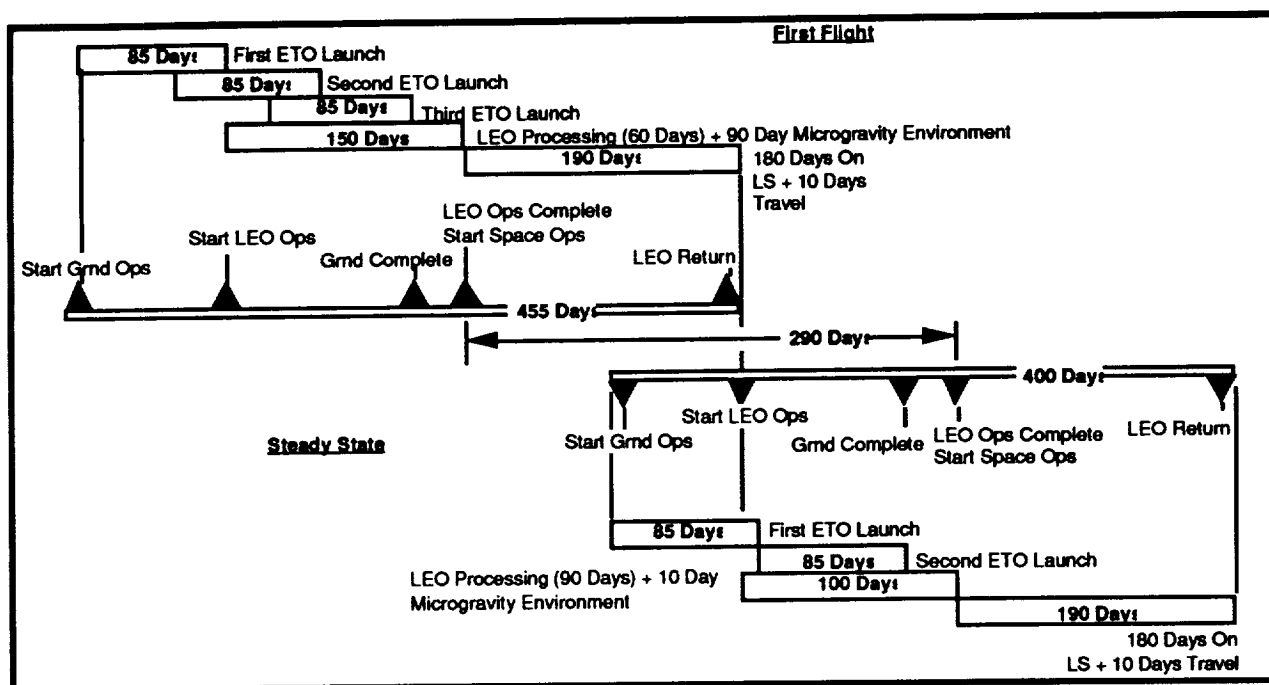 First Flight
85 Days
First ETO Launch
85 Days
Second ETO Launch
85 Days
Third ETO Launch
150 Days
LEO Processing (60 Days) + 90 Day Microgravity Environment
190 Days
180 Days On
LS + 10 Days
Travel
LEO Ops Complete
Start Space Ops
Start LEO Ops
Start Grnd Ops
Grnd Complete
LEO Return
455 Days
290 Days
400 Days
Start LEO Ops
Start Grnd Ops
Grnd Complete
LEO Ops Complete
Start Space Ops
LEO Return
Steady State
85 Days
First ETO Launch
85 Days
Second ETO Launch
LEO Processing (90 Days) + 10 Day
Microgravity Environment
100 Days
190 Days
180 Days On
LS + 10 Days Travel